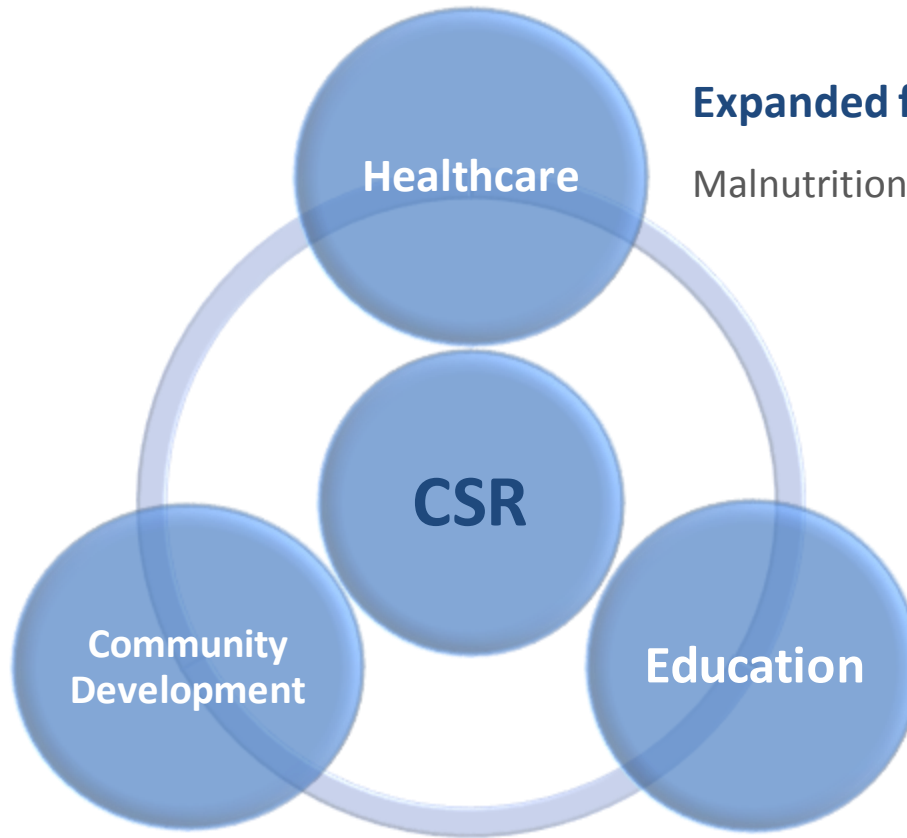 Expanded f
Healthcare
Malnutrition
CSR
Community
Development
Education